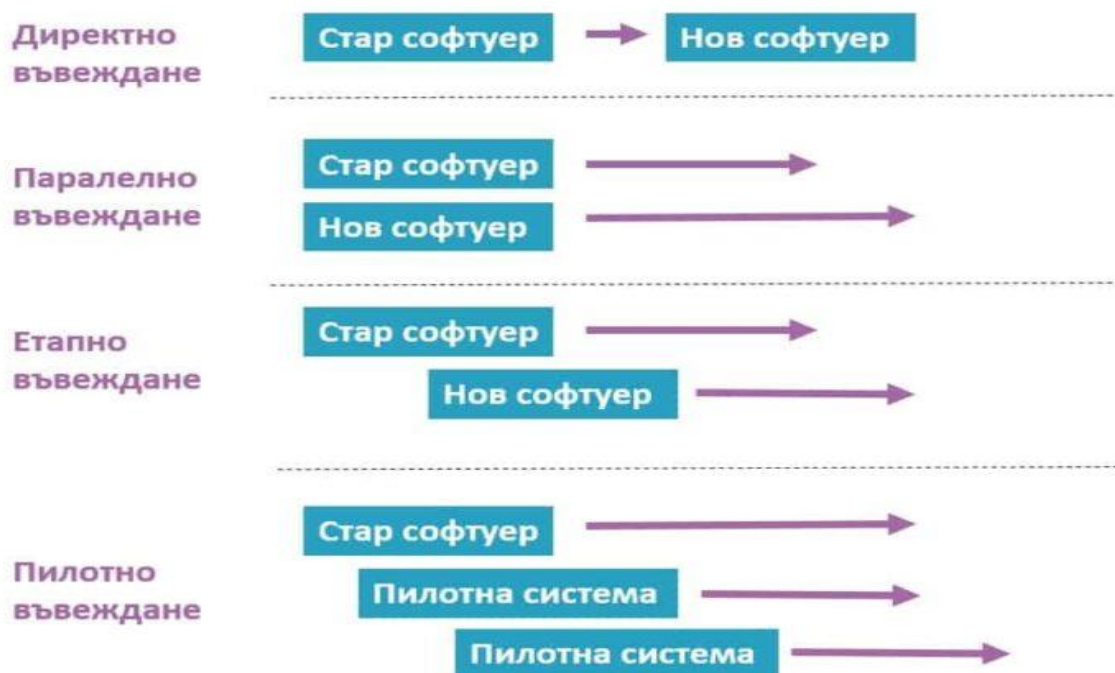 Директно
въвеждане
Стар софтуер
Нов софтуер
Паралелно
въвеждане
Стар софтуер
Нов софтуер
Етапно
въвеждане
Стар софтуер
Нов софтуер
Пилотно
въвеждане
Стар софтуер
Пилотна система
Пилотна система